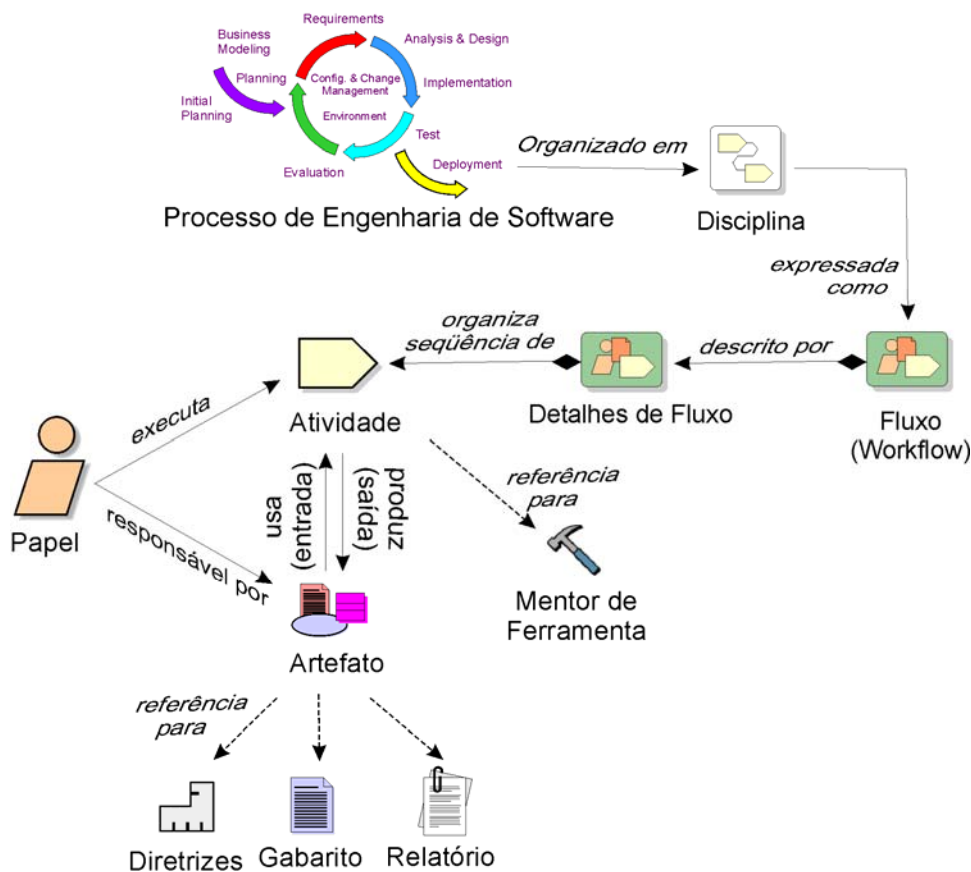 Requirements
Business
Modeling
Analysis & Design
Planning
Config. & Change
Management
Implementation
Initial
Planning
Environment
Test
Evaluation
Deployment
Organizado em
Processo de Engenharia de Software
Disciplina
expressada
como
organiza
seqüência de
descrito por
executa
Atividade
Detalhes de Fluxo
Fluxo
(Workflow)
Papel
responsável por
usa
(entrada)
produz
(saída)
referência
para
Mentor de
Ferramenta
Artefato
referência
para
Diretrizes
Gabarito
Relatório